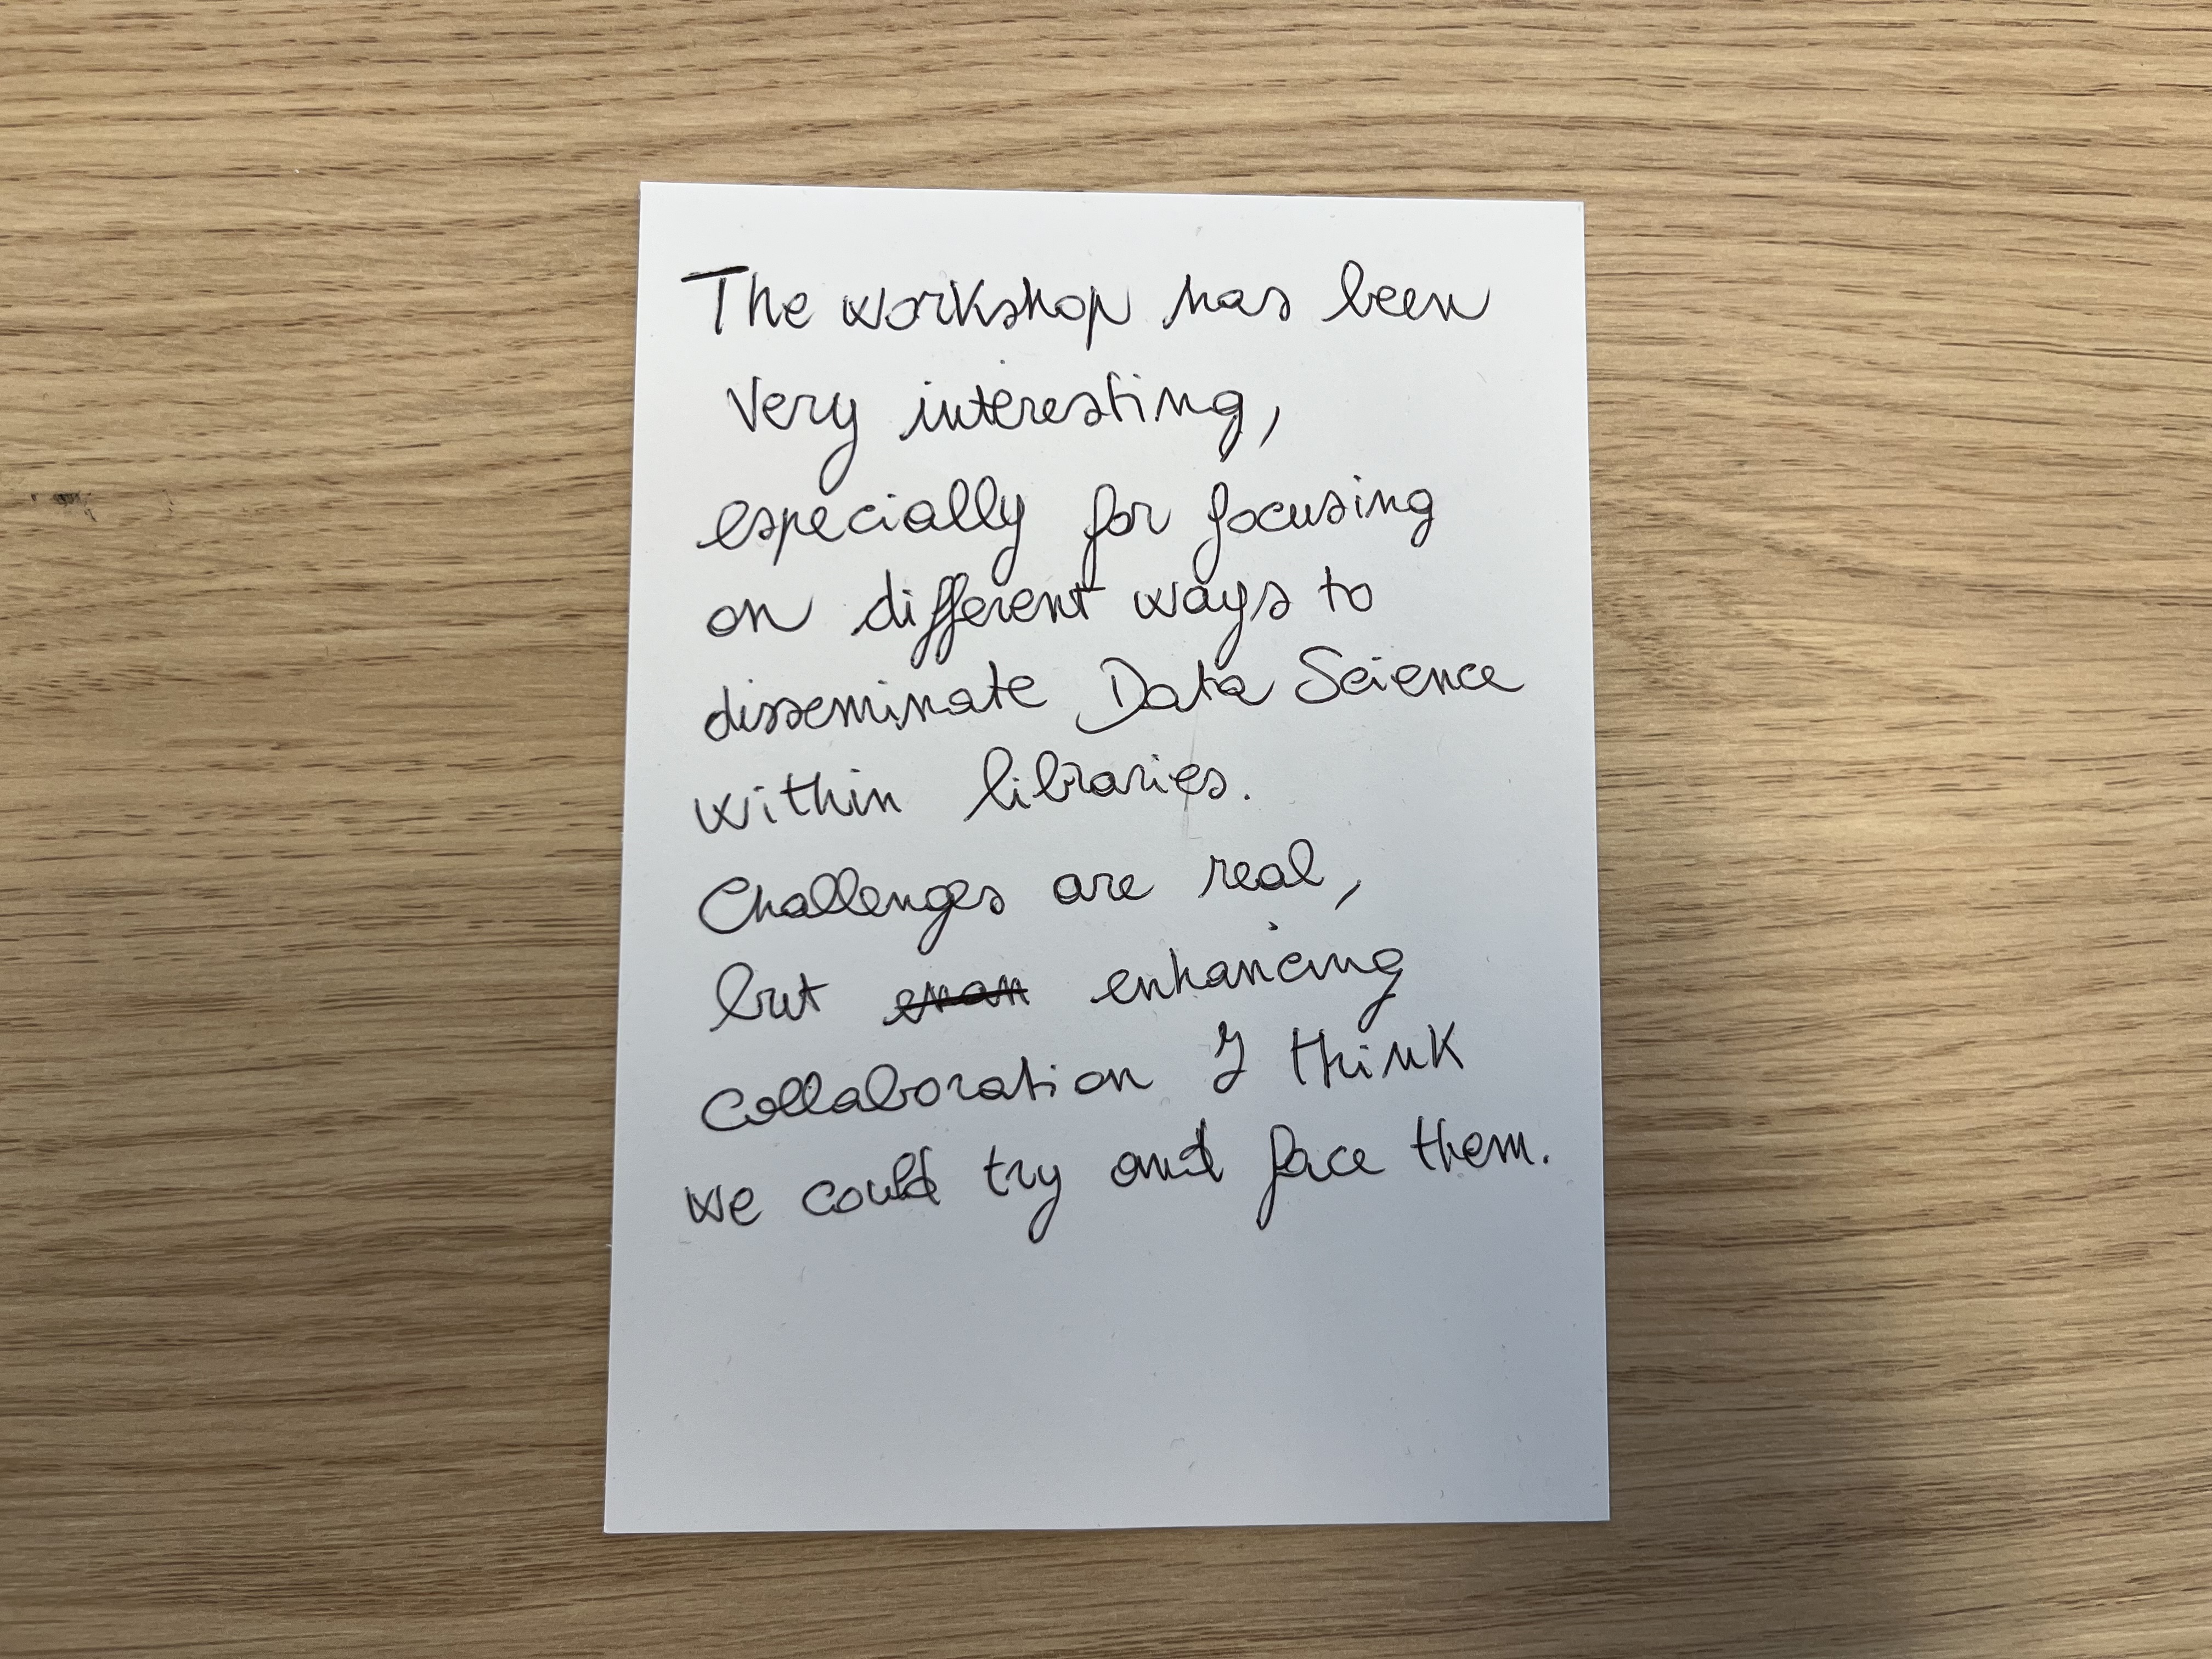 The workshop has been
very interesting,
especially for focusing
on different ways to
disseminate Data Science
within libraries.
Challenges are real,
but enhancing
collaboration I think
we could try and face them.